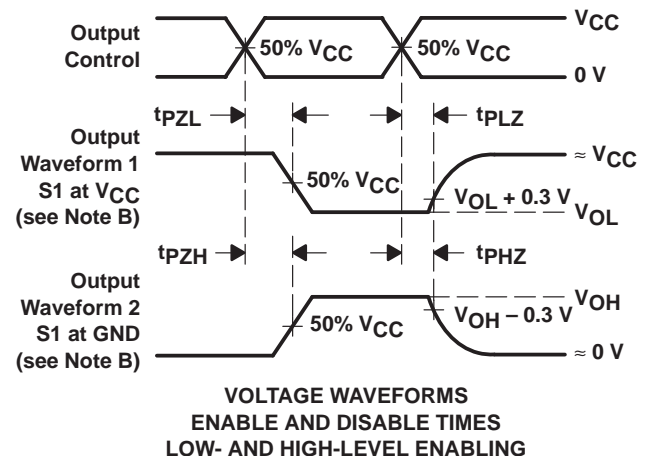 Output
Control
50% VCC
50% VCC
VCC
0 V
tPZL
tPLZ
Output
Waveform 1
S1 at VCC
(see Note B)
50% VCC
≈ VCC
VOL + 0.3 V
VOL
tPZH
tPHZ
Output
Waveform 2
S1 at GND
(see Note B)
50% VCC
VOH
VOH – 0.3 V
≈ 0 V
VOLTAGE WAVEFORMS
ENABLE AND DISABLE TIMES
LOW- AND HIGH-LEVEL ENABLING